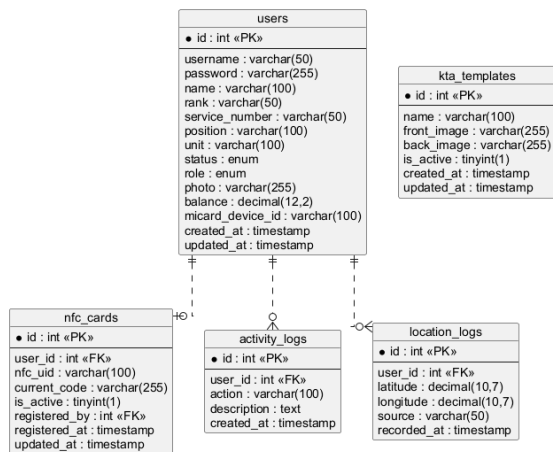 users
id : int «PK»
username : varchar(50)
password : varchar(255)
name : varchar(100)
rank : varchar(50)
service_number : varchar(50)
position : varchar(100)
unit : varchar(100)
status : enum
role : enum
photo : varchar(255)
balance : decimal(12,2)
micard_device_id : varchar(100)
created_at : timestamp
updated_at : timestamp
kta_templates
id : int «PK»
name : varchar(100)
front_image : varchar(255)
back_image : varchar(255)
is_active : tinyint(1)
created_at : timestamp
updated_at : timestamp
nfc_cards
id : int «PK»
user_id : int «FK»
nfc_uid : varchar(100)
current_code : varchar(255)
is_active : tinyint(1)
registered_by : int «FK»
registered_at : timestamp
updated_at : timestamp
activity_logs
id : int «PK»
user_id : int «FK»
action : varchar(100)
description : text
created_at : timestamp
location_logs
id : int «PK»
user_id : int «FK»
latitude : decimal(10,7)
longitude : decimal(10,7)
source : varchar(50)
recorded_at : timestamp